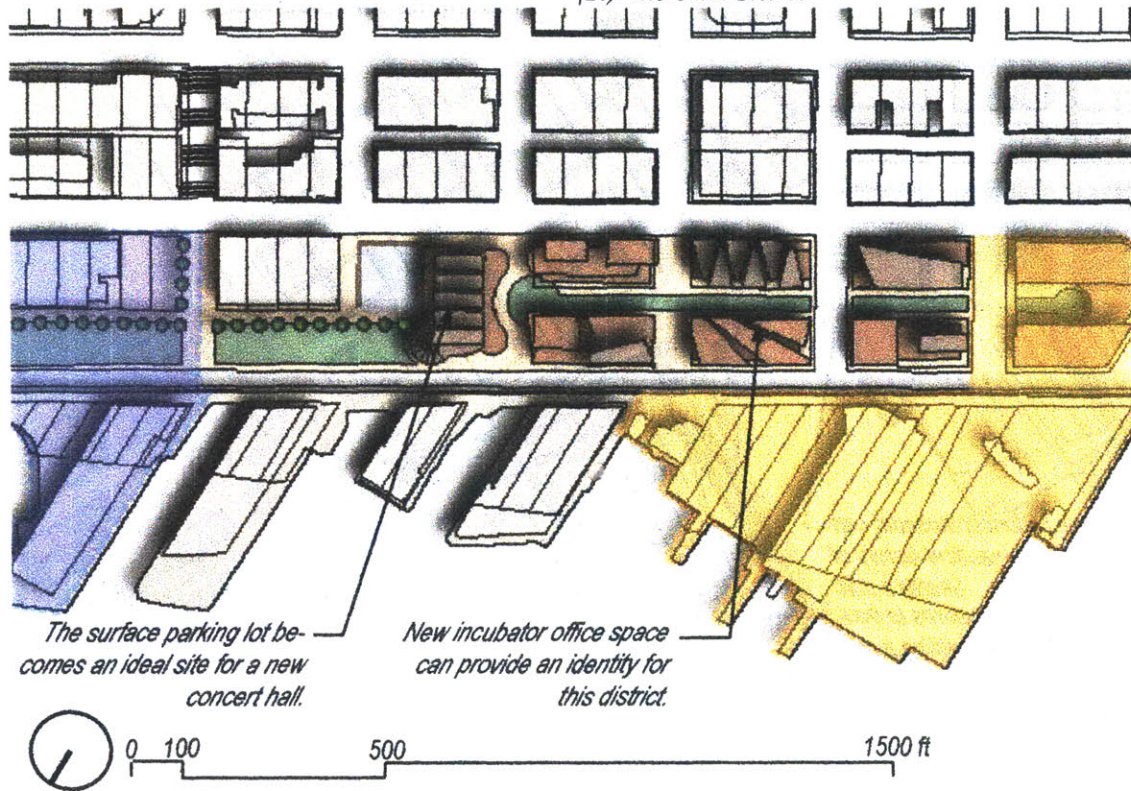 The surface parking lot be-
comes an ideal site for a new
concert hall.
New incubator office space
can provide an identity for
this district.
0 100 500 1500 ft